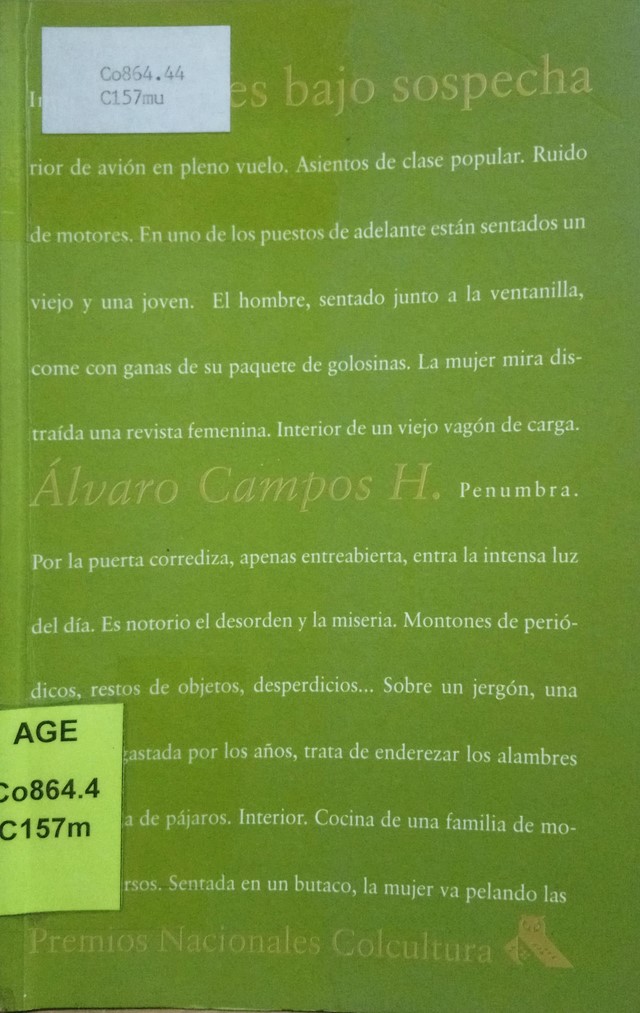 Co864.44
C157mu
es bajo sospecha
rior de avión en pleno vuelo. Asientos de clase popular. Ruido
de motores. En uno de los puestos de adelante están sentados un
viejo y una joven. El hombre, sentado junto a la ventanilla,
come con ganas de su paquete de golosinas. La mujer mira dis-
traída una revista femenina. Interior de un viejo vagón de carga.
Álvaro Campos H. Penumbra.
Por la puerta corrediza, apenas entreabierta, entra la intensa luz
del día. Es notorio el desorden y la miseria. Montones de perió-
dicos, restos de objetos, desperdicios... Sobre un jergón, una
gastada por los años, trata de enderezar los alambres
a de pájaros. Interior. Cocina de una familia de mo-
rsos. Sentada en un butaco, la mujer va pelando las
Premios Nacionales Colcultura
AGE
Co864.4
C157m